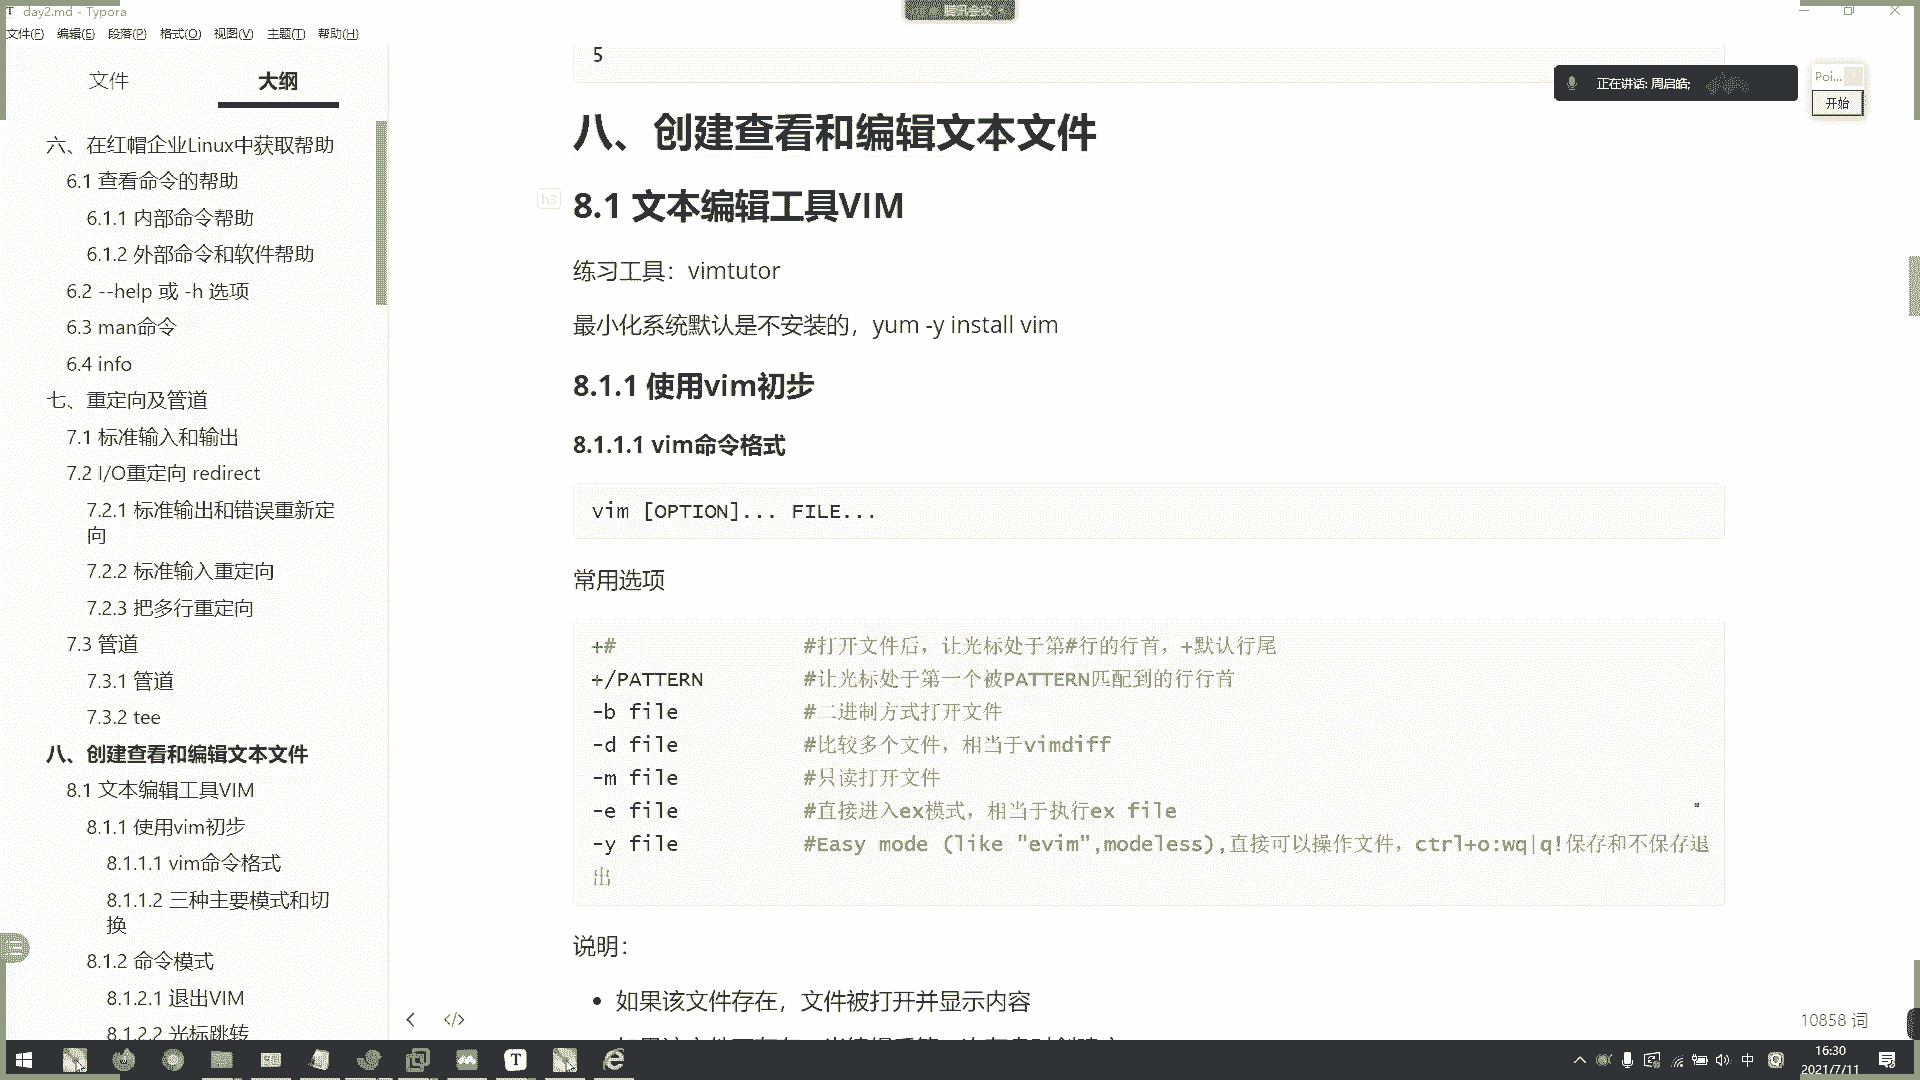 day2.md - Typora
腾讯会议
文件(F) 编辑(E) 段落(P) 格式(O) 视图(V) 主题(T) 帮助(H)
文件 大纲
六、在红帽企业Linux中获取帮助
6.1 查看命令的帮助
6.1.1 内部命令帮助
6.1.2 外部命令和软件帮助
6.2 --help 或 -h 选项
6.3 man命令
6.4 info
七、重定向及管道
7.1 标准输入和输出
7.2 I/O重定向 redirect
7.2.1 标准输出和错误重新定
向
7.2.2 标准输入重定向
7.2.3 把多行重定向
7.3 管道
7.3.1 管道
7.3.2 tee
八、创建查看和编辑文本文件
8.1 文本编辑工具VIM
8.1.1 使用vim初步
8.1.1.1 vim命令格式
8.1.1.2 三种主要模式和切
换
8.1.2 命令模式
8.1.2.1 退出VIM
8.1.2.2 光标跳转
5
正在讲话: 周启皓;
Poi...
开始
八、创建查看和编辑文本文件
h3
8.1 文本编辑工具VIM
练习工具：vimtutor
最小化系统默认是不安装的，yum -y install vim
8.1.1 使用vim初步
8.1.1.1 vim命令格式
vim [OPTION]... FILE...
常用选项
+# #打开文件后，让光标处于第#行的行首，+默认行尾
+/PATTERN #让光标处于第一个被PATTERN匹配到的行行首
-b file #二进制方式打开文件
-d file #比较多个文件，相当于vimdiff
-m file #只读打开文件
-e file #直接进入ex模式，相当于执行ex file
-y file #Easy mode (like "evim",modeless),直接可以操作文件，ctrl+o:wq|q!保存和不保存退
出
说明：
• 如果该文件存在，文件被打开并显示内容
10858 词
中
16:30
2021/7/11